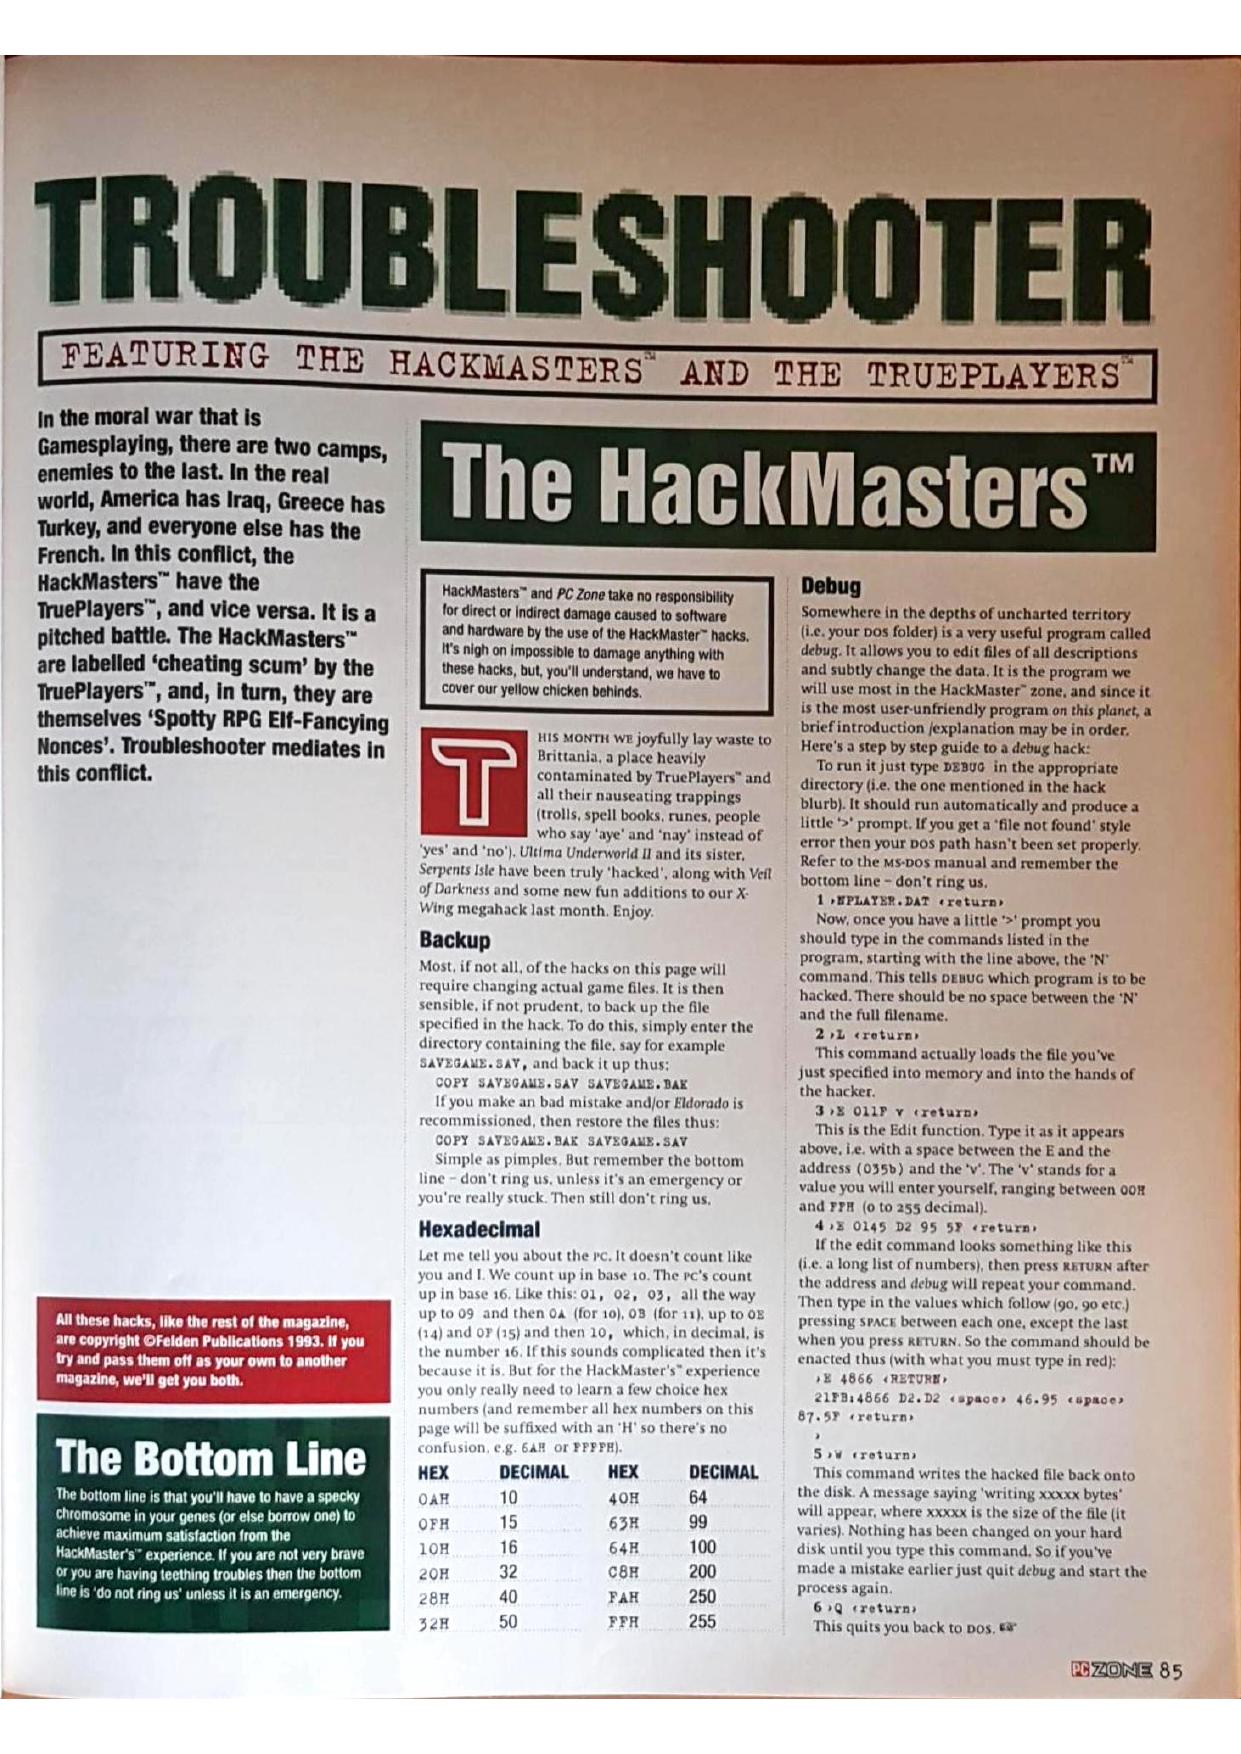 TROUBLESHOOTER
FEATURING THE HACKMASTERS™ AND THE TRUEPLAYERS™
In the moral war that is
Gamesplaying, there are two camps,
enemies to the last. In the real
world, America has Iraq, Greece has
Turkey, and everyone else has the
French. In this conflict, the
HackMasters™ have the
TruePlayers™, and vice versa. It is a
pitched battle. The HackMasters™
are labelled ‘cheating scum’ by the
TruePlayers™, and, in turn, they are
themselves ‘Spotty RPG Elf-Fancying
Nonces’. Troubleshooter mediates in
this conflict.
All these hacks, like the rest of the magazine,
are copyright ©Felden Publications 1993. If you
try and pass them off as your own to another
magazine, we'll get you both.
The Bottom Line
The bottom line is that you'll have to have a specky
chromosome in your genes (or else borrow one) to
achieve maximum satisfaction from the
HackMaster's™ experience. If you are not very brave
or you are having teething troubles then the bottom
line is ‘do not ring us’ unless it is an emergency.
The HackMasters™
HackMasters™ and PC Zone take no responsibility
for direct or indirect damage caused to software
and hardware by the use of the HackMaster™ hacks.
It's nigh on impossible to damage anything with
these hacks, but, you'll understand, we have to
cover our yellow chicken behinds.
THIS MONTH WE joyfully lay waste to
Brittania, a place heavily
contaminated by TruePlayers™ and
all their nauseating trappings
(trolls, spell books, runes, people
who say ‘aye’ and ‘nay’ instead of
‘yes’ and ‘no’). Ultima Underworld II and its sister,
Serpents Isle have been truly ‘hacked’, along with Veil
of Darkness and some new fun additions to our X-
Wing megahack last month. Enjoy.
Backup
Most, if not all, of the hacks on this page will
require changing actual game files. It is then
sensible, if not prudent, to back up the file
specified in the hack. To do this, simply enter the
directory containing the file, say for example
SAVEGAME.SAV, and back it up thus:
COPY SAVEGAME.SAV SAVEGAME.BAK
If you make an bad mistake and/or Eldorado is
recommissioned, then restore the files thus:
COPY SAVEGAME.BAK SAVEGAME.SAV
Simple as pimples. But remember the bottom
line – don't ring us, unless it's an emergency or
you're really stuck. Then still don't ring us.
Hexadecimal
Let me tell you about the PC. It doesn't count like
you and I. We count up in base 10. The PC's count
up in base 16. Like this: 01, 02, 03, all the way
up to 09 and then 0A (for 10), 0B (for 11), up to 0E
(14) and 0F (15) and then 10, which, in decimal, is
the number 16. If this sounds complicated then it's
because it is. But for the HackMaster's™ experience
you only really need to learn a few choice hex
numbers (and remember all hex numbers on this
page will be suffixed with an ‘H’ so there's no
confusion, e.g. 6AH or FFFFH).
HEX DECIMAL HEX DECIMAL
0AH 10 40H 64
0FH 15 63H 99
10H 16 64H 100
20H 32 C8H 200
28H 40 FAH 250
32H 50 FFH 255
Debug
Somewhere in the depths of uncharted territory
(i.e. your DOS folder) is a very useful program called
debug. It allows you to edit files of all descriptions
and subtly change the data. It is the program we
will use most in the HackMaster™ zone, and since it
is the most user-unfriendly program on this planet, a
brief introduction /explanation may be in order.
Here's a step by step guide to a debug hack:
To run it just type DEBUG in the appropriate
directory (i.e. the one mentioned in the hack
blurb). It should run automatically and produce a
little ‘>’ prompt. If you get a ‘file not found’ style
error then your DOS path hasn't been set properly.
Refer to the MS-DOS manual and remember the
bottom line – don't ring us.
1 >NPLAYER.DAT <return>
Now, once you have a little ‘>’ prompt you
should type in the commands listed in the
program, starting with the line above, the ‘N’
command. This tells DEBUG which program is to be
hacked. There should be no space between the ‘N’
and the full filename.
2 >L <return>
This command actually loads the file you've
just specified into memory and into the hands of
the hacker.
3 >E 011F v <return>
This is the Edit function. Type it as it appears
above, i.e. with a space between the E and the
address (035b) and the ‘v’. The ‘v’ stands for a
value you will enter yourself, ranging between 00H
and FFH (0 to 255 decimal).
4 >E 0145 D2 95 5F <return>
If the edit command looks something like this
(i.e. a long list of numbers), then press RETURN after
the address and debug will repeat your command.
Then type in the values which follow (90, 90 etc.)
pressing SPACE between each one, except the last
when you press RETURN. So the command should be
enacted thus (with what you must type in red):
>E 4866 <RETURN>
21FB:4866 D2.D2 <space> 46.95 <space>
87.5F <return>
>
5 >W <return>
This command writes the hacked file back onto
the disk. A message saying ‘writing xxxxx bytes’
will appear, where xxxxx is the size of the file (it
varies). Nothing has been changed on your hard
disk until you type this command. So if you've
made a mistake earlier just quit debug and start the
process again.
6 >Q <return>
This quits you back to DOS. ☞
PC ZONE 85